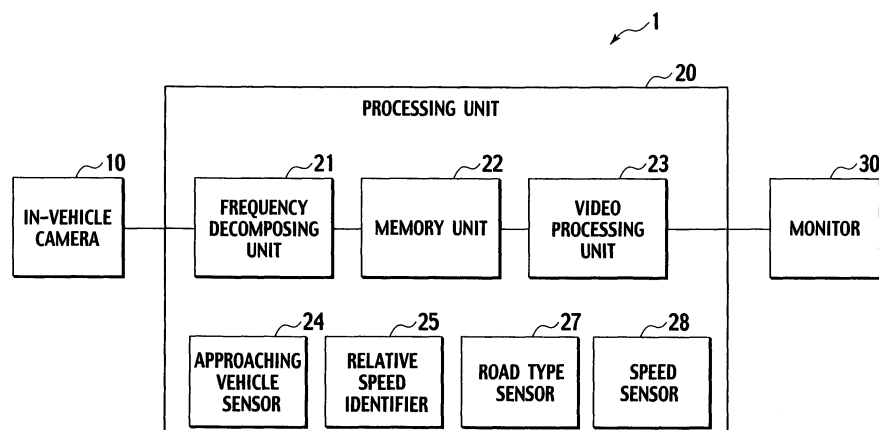 1
20
PROCESSING UNIT
10
21
22
23
30
IN-VEHICLE
CAMERA
FREQUENCY
DECOMPOSING
UNIT
MEMORY UNIT
VIDEO
PROCESSING
UNIT
MONITOR
24
25
27
28
APPROACHING
VEHICLE
SENSOR
RELATIVE
SPEED
IDENTIFIER
ROAD TYPE
SENSOR
SPEED
SENSOR